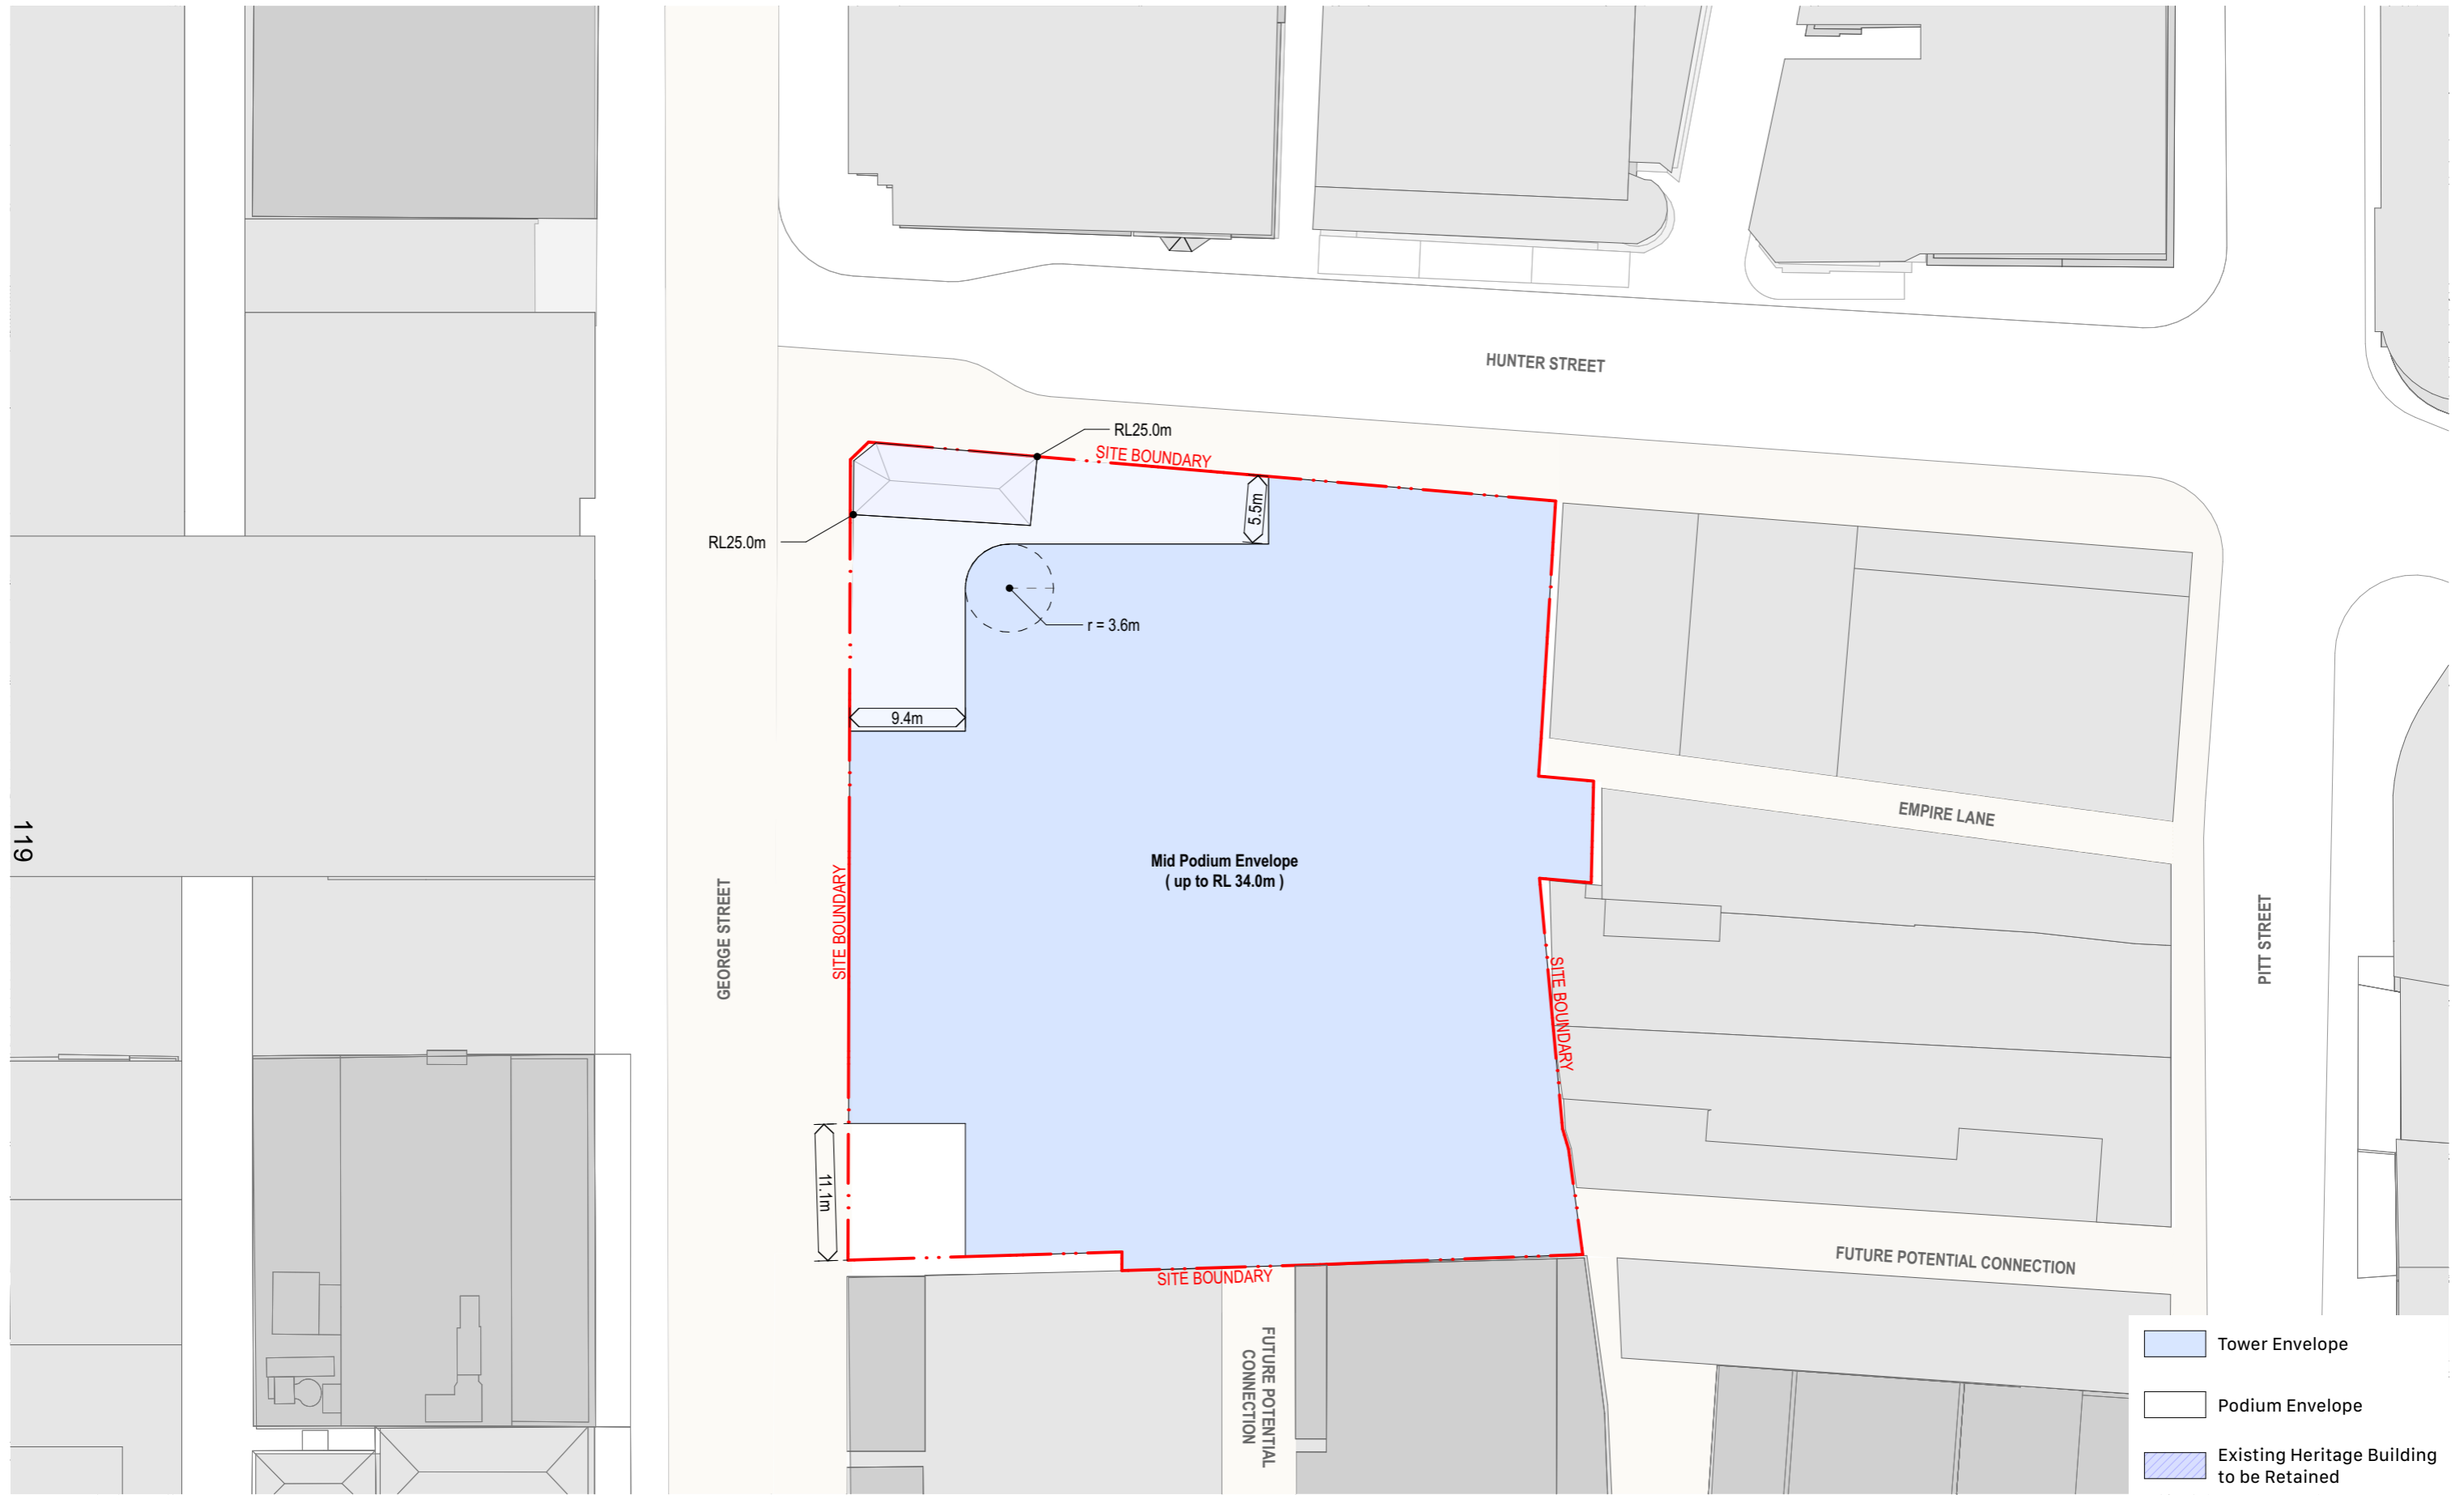 HUNTER STREET
RL25.0m
SITE BOUNDARY
5.5m
RL25.0m
r = 3.6m
9.4m
EMPIRE LANE
119
Mid Podium Envelope
( up to RL 34.0m )
SITE BOUNDARY
GEORGE STREET
PITT STREET
SITE BOUNDARY
11.1m
FUTURE POTENTIAL CONNECTION
SITE BOUNDARY
FUTURE POTENTIAL
CONNECTION
Tower Envelope
Podium Envelope
Existing Heritage Building
to be Retained